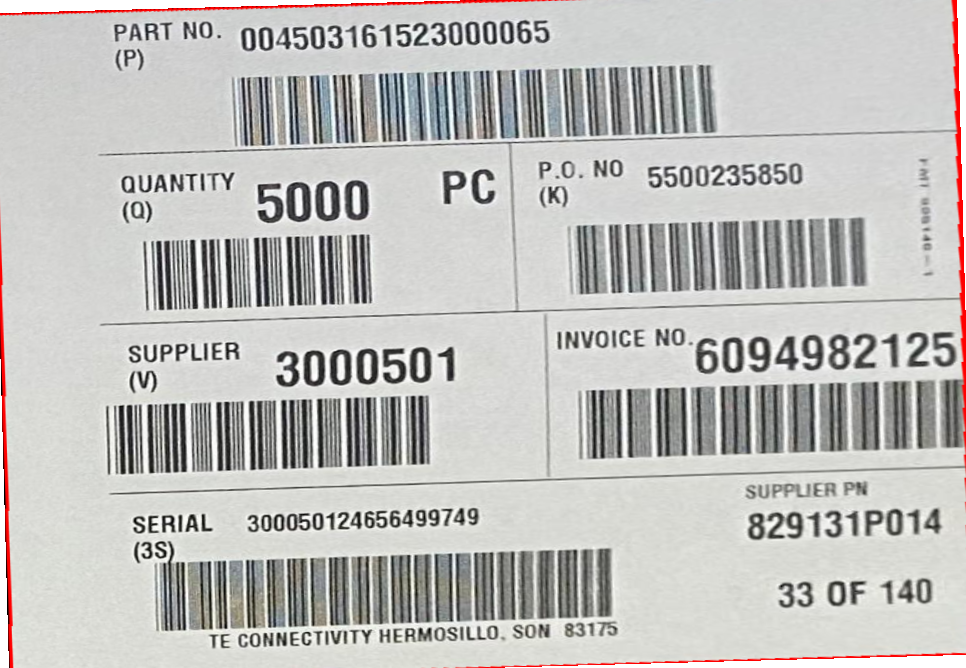 PART NO. 004503161523000065
(P)
QUANTITY 5000 PC
(Q)
P.O. NO 5500235850
(K)
FMT 000140-1
SUPPLIER 3000501
(V)
INVOICE NO. 6094982125
SERIAL 300050124656499749
(3S)
SUPPLIER PN
829131P014
33 OF 140
TE CONNECTIVITY HERMOSILLO, SON 83175